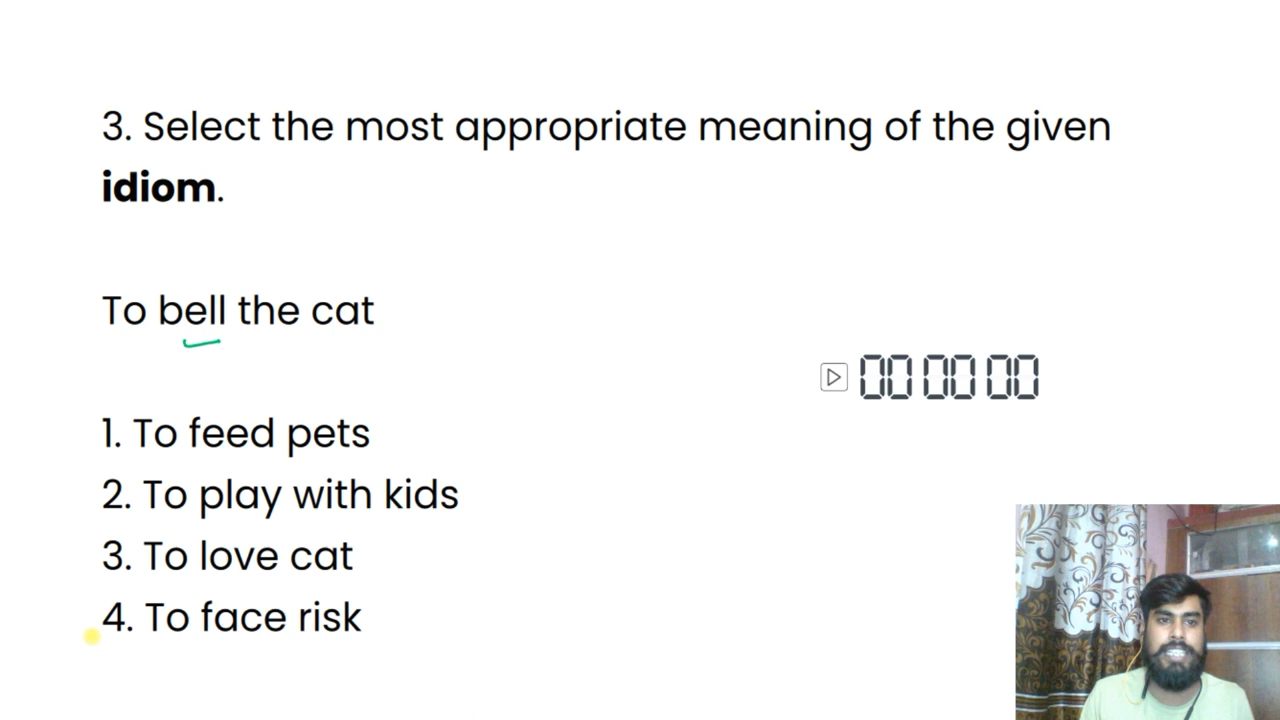 3. Select the most appropriate meaning of the given
idiom.
To bell the cat
00 00 00
1. To feed pets
2. To play with kids
3. To love cat
4. To face risk